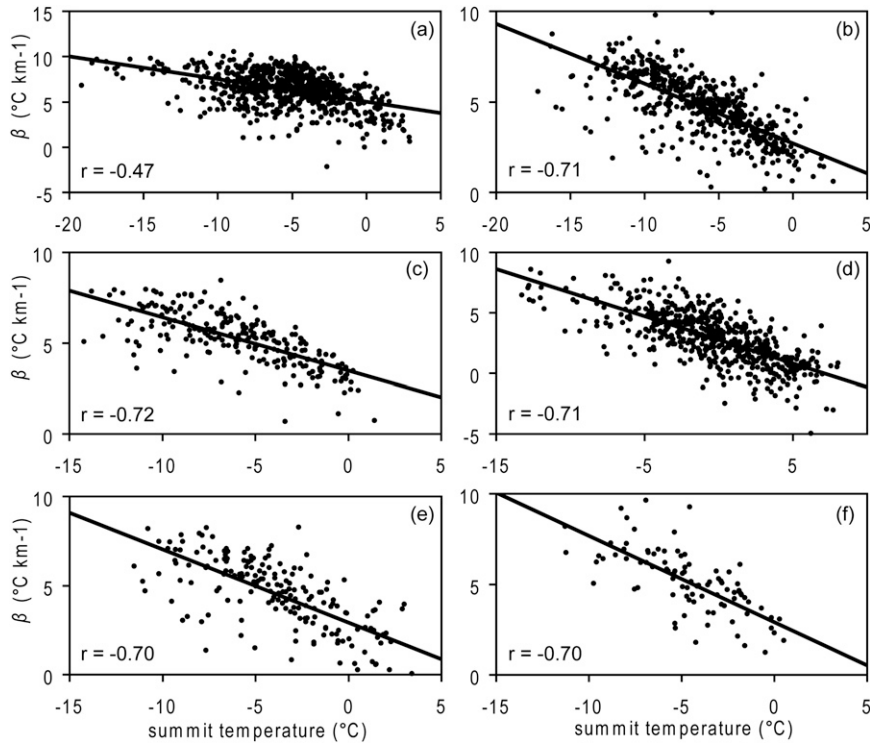 15
(a)
10
5
0
-5
β (°C km-1)
r = -0.47
-20 -15 -10 -5 0 5
10
(b)
5
0
r = -0.71
-20 -15 -10 -5 0 5
10
(c)
5
0
β (°C km-1)
r = -0.72
-15 -10 -5 0 5
10
(d)
5
0
-5
r = -0.71
-15 -5 5
10
(e)
5
0
β (°C km-1)
r = -0.70
-15 -10 -5 0 5
summit temperature (°C)
10
(f)
5
0
r = -0.70
-15 -10 -5 0 5
summit temperature (°C)